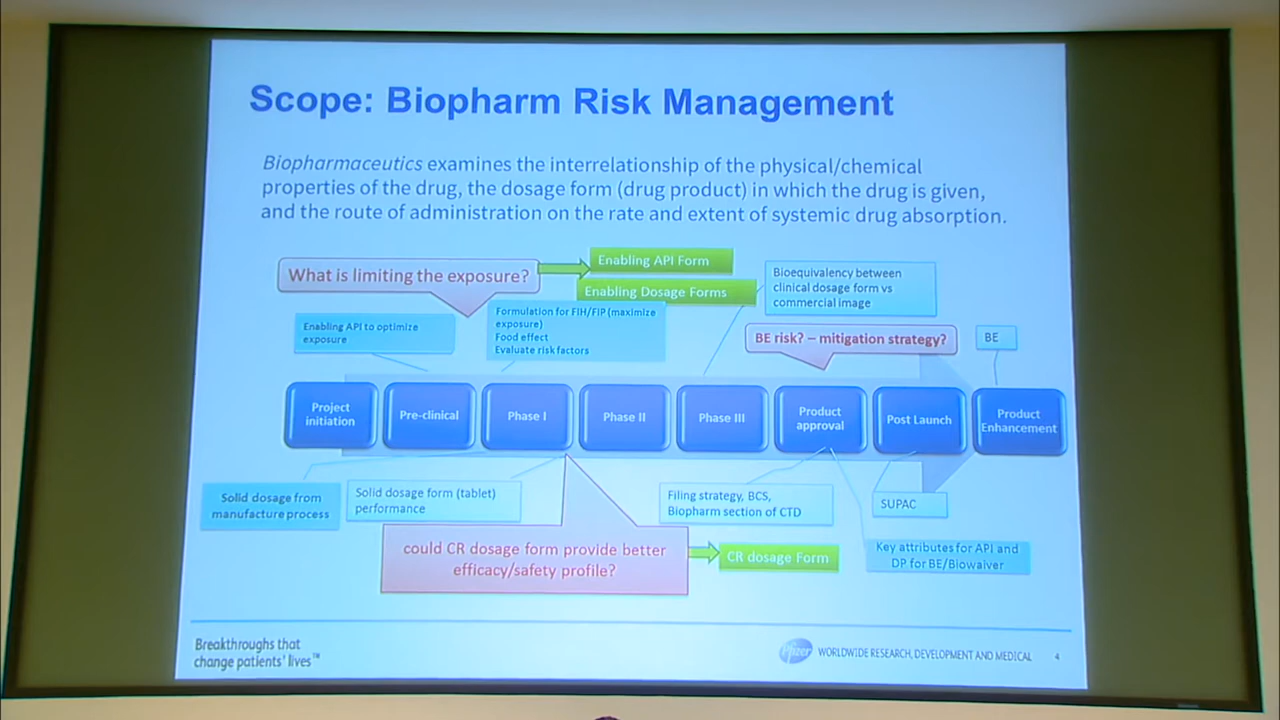 Scope: Biopharm Risk Management
Biopharmaceutics examines the interrelationship of the physical/chemical
properties of the drug, the dosage form (drug product) in which the drug is given,
and the route of administration on the rate and extent of systemic drug absorption.
What is limiting the exposure?
Enabling API Form
Enabling Dosage Forms
Bioequivalency between
clinical dosage form vs
commercial image
Enabling API to optimize
exposure
Formulation for FIH/FIP (maximize
exposure)
Food effect
Evaluate risk factors
BE risk? – mitigation strategy?
BE
Project
initiation
Pre-clinical
Phase I
Phase II
Phase III
Product
approval
Post Launch
Product
Enhancement
Solid dosage from
manufacture process
Solid dosage form (tablet)
performance
Filing strategy, BCS,
Biopharm section of CTD
SUPAC
could CR dosage form provide better
efficacy/safety profile?
CR dosage Form
Key attributes for API and
DP for BE/Biowaiver
Breakthroughs that
change patients' lives™
Pfizer
WORLDWIDE RESEARCH, DEVELOPMENT AND MEDICAL
4